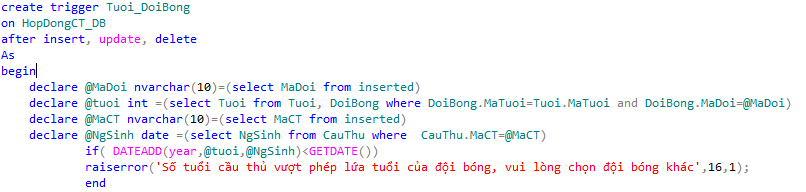 create trigger Tuoi_DoiBong
on HopDongCT_DB
after insert, update, delete
As
begin
declare @MaDoi nvarchar(10)=(select MaDoi from inserted)
declare @tuoi int =(select Tuoi from Tuoi, DoiBong where DoiBong.MaTuoi=Tuoi.MaTuoi and DoiBong.MaDoi=@MaDoi)
declare @MaCT nvarchar(10)=(select MaCT from inserted)
declare @NgSinh date =(select NgSinh from CauThu where  CauThu.MaCT=@MaCT)
if( DATEADD(year,@tuoi,@NgSinh)<GETDATE())
raiserror('Số tuổi cầu thủ vượt phép lứa tuổi của đội bóng, vui lòng chọn đội bóng khác',16,1);
end